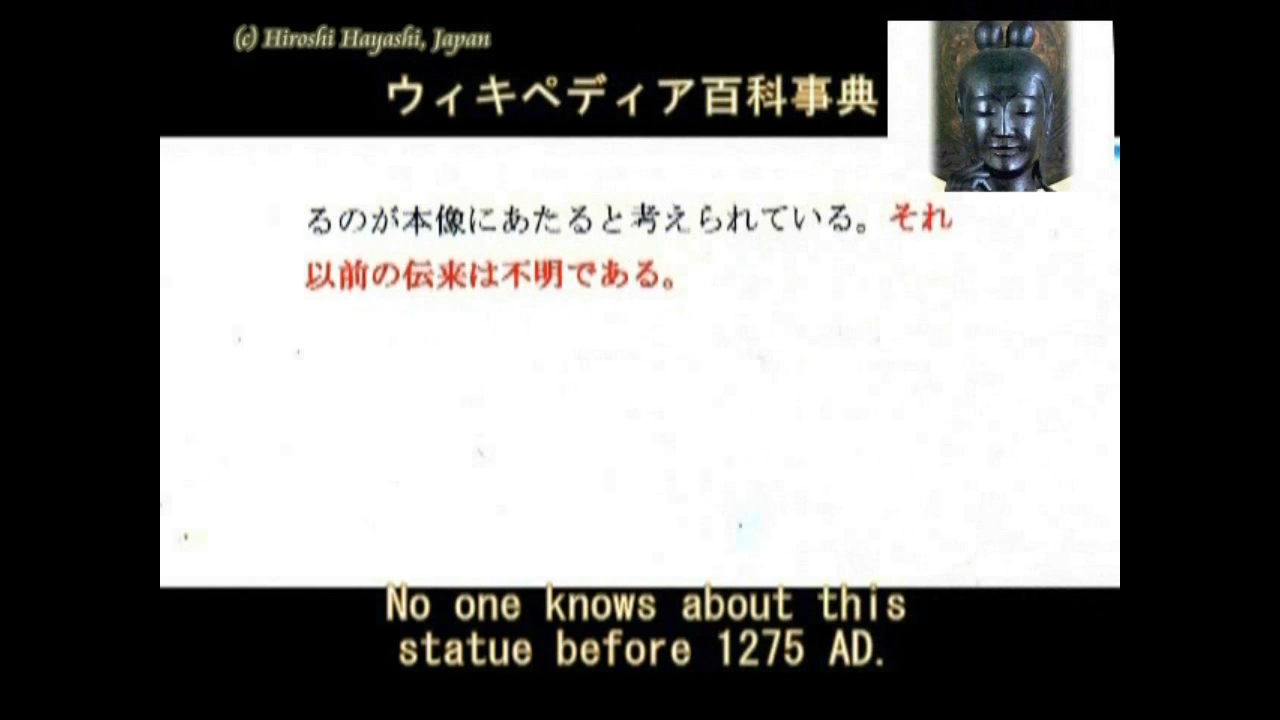 (c) Hiroshi Hayashi, Japan
ウィキペディア百科事典
るのが本像にあたると考えられている。それ
以前の伝来は不明である。
No one knows about this
statue before 1275 AD.